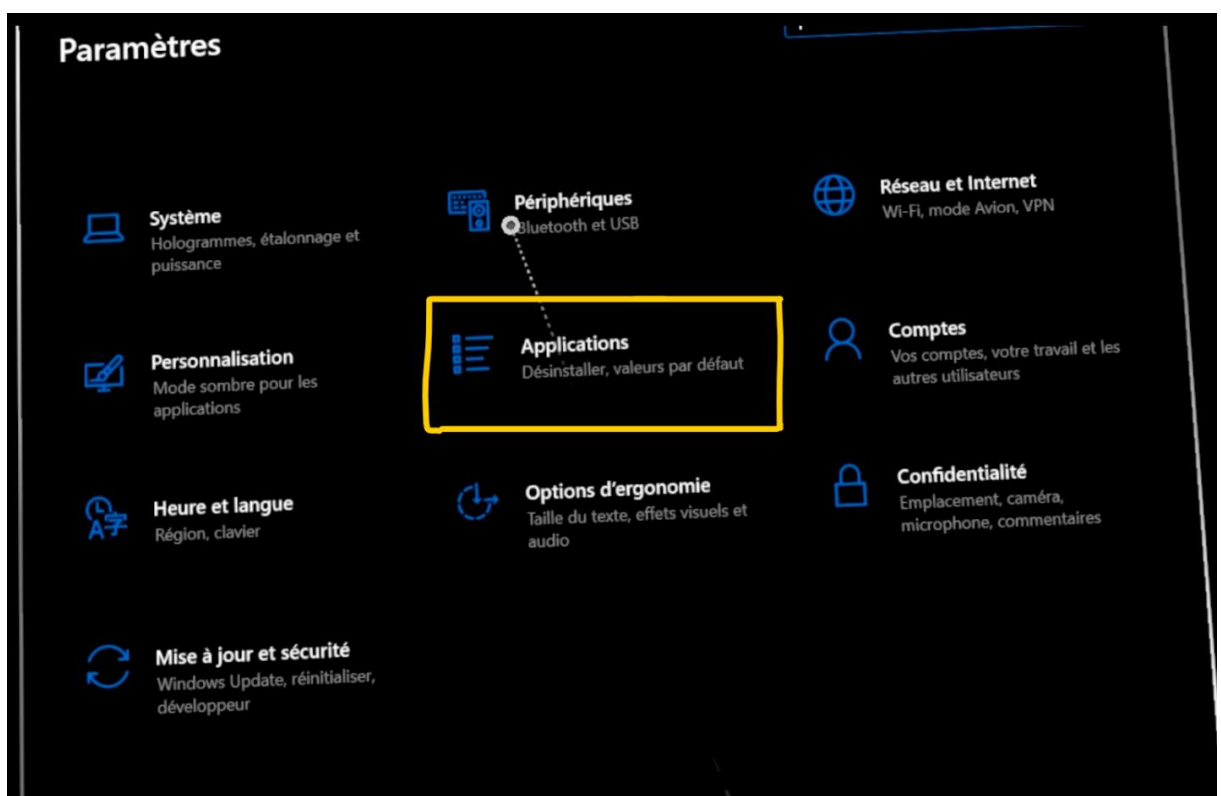 Paramètres
Système
Hologrammes, étalonnage et
puissance
Périphériques
Bluetooth et USB
Réseau et Internet
Wi-Fi, mode Avion, VPN
Personnalisation
Mode sombre pour les
applications
Applications
Désinstaller, valeurs par défaut
Comptes
Vos comptes, votre travail et les
autres utilisateurs
Heure et langue
Région, clavier
Options d'ergonomie
Taille du texte, effets visuels et
audio
Confidentialité
Emplacement, caméra,
microphone, commentaires
Mise à jour et sécurité
Windows Update, réinitialiser,
développeur